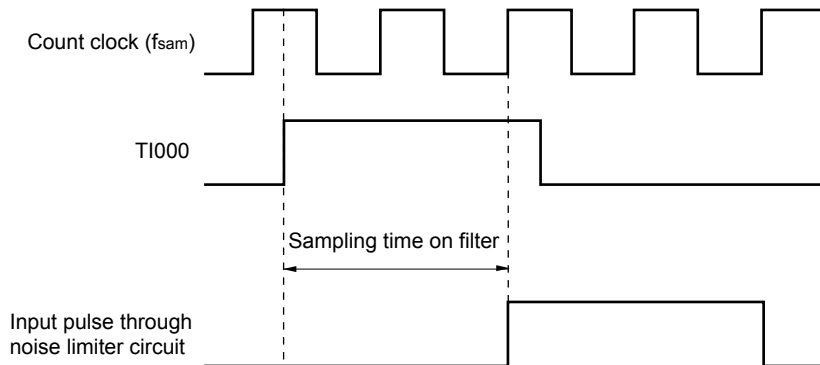 Count clock (fsam)
TI000
Sampling time on filter
Input pulse through
noise limiter circuit